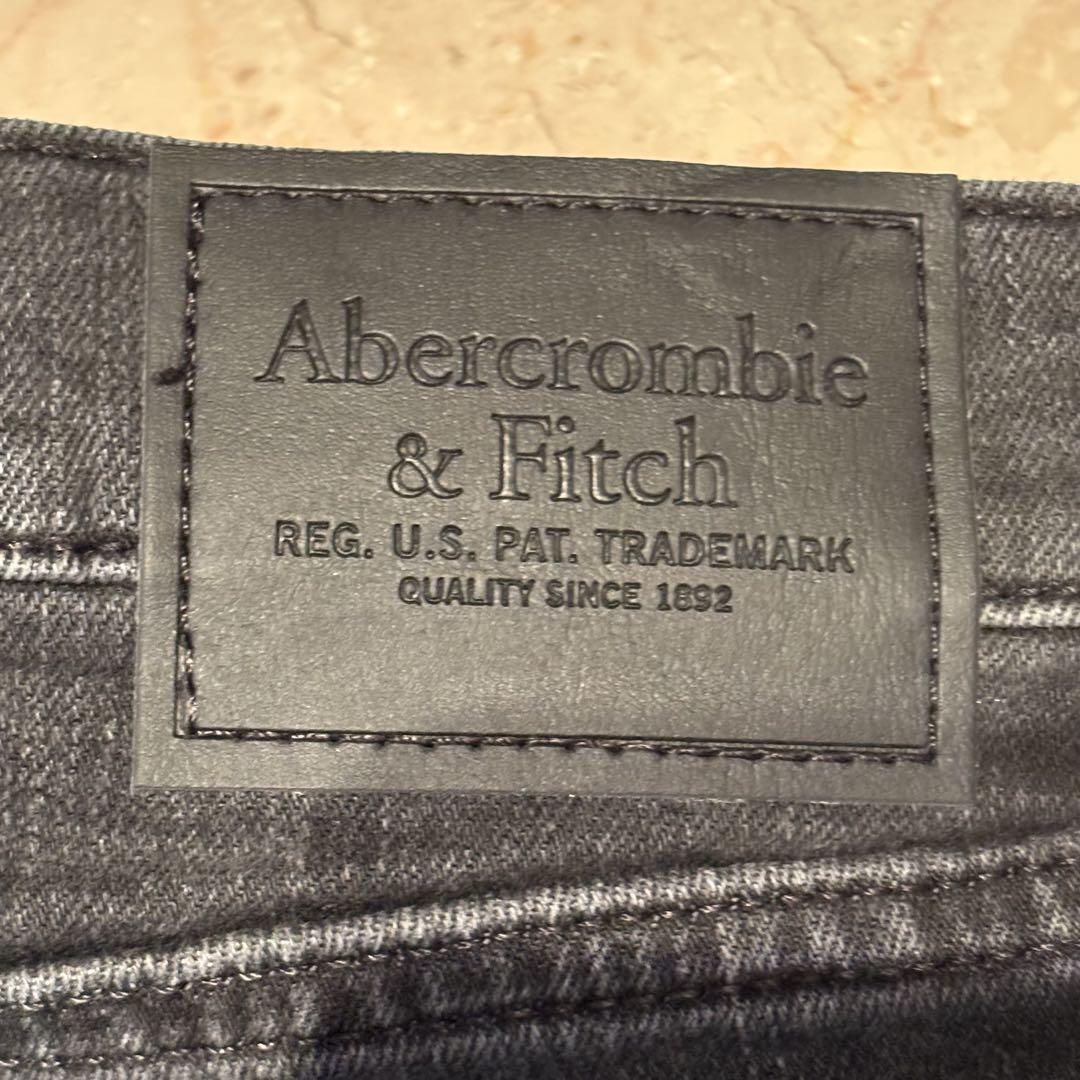 Abercrombie
& Fitch
REG. U.S. PAT. TRADEMARK
QUALITY SINCE 1892